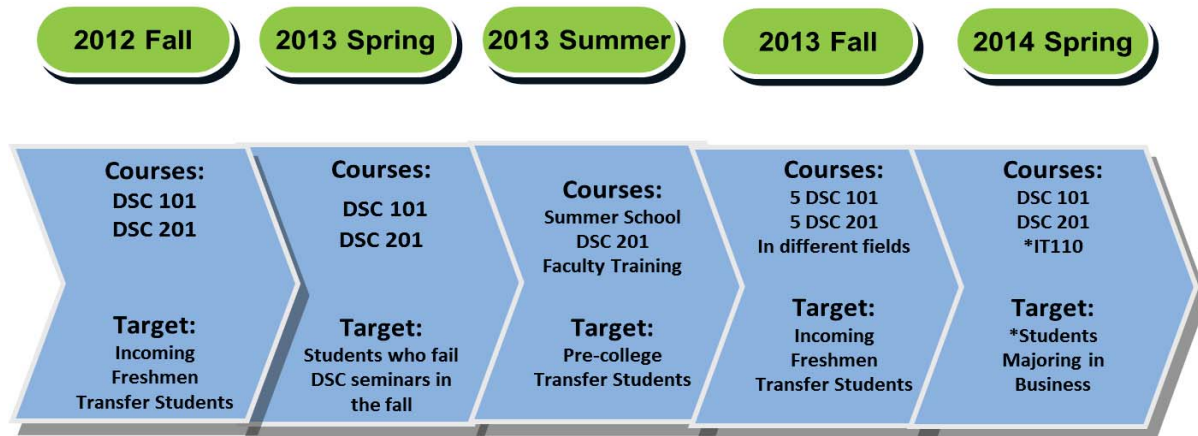 2012 Fall
2013 Spring
2013 Summer
2013 Fall
2014 Spring
Courses:
DSC 101
DSC 201
Target:
Incoming
Freshmen
Transfer Students
Courses:
DSC 101
DSC 201
Target:
Students who fail
DSC seminars in
the fall
Courses:
Summer School
DSC 201
Faculty Training
Target:
Pre-college
Transfer Students
Courses:
5 DSC 101
5 DSC 201
In different fields
Target:
Incoming
Freshmen
Transfer Students
Courses:
DSC 101
DSC 201
*IT110
Target:
*Students
Majoring in
Business